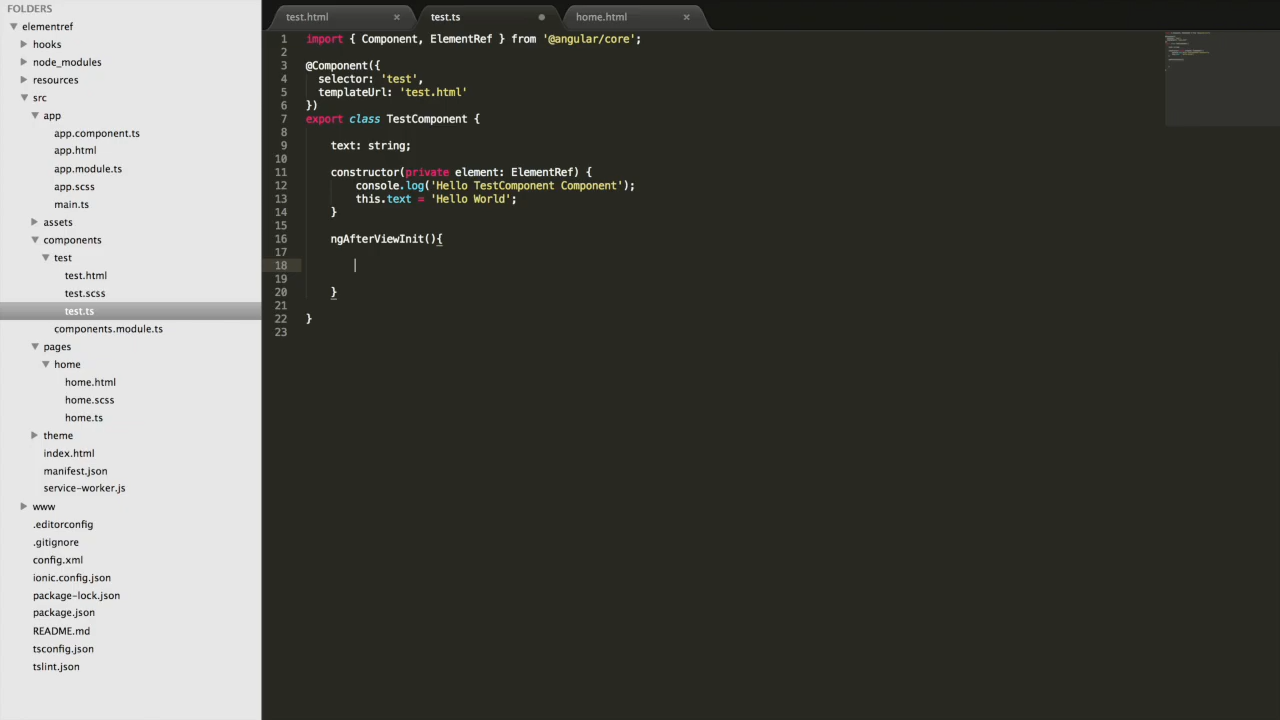 FOLDERS
elementref
hooks
node_modules
resources
src
app
app.component.ts
app.html
app.module.ts
app.scss
main.ts
assets
components
test
test.html
test.scss
test.ts
components.module.ts
pages
home
home.html
home.scss
home.ts
theme
index.html
manifest.json
service-worker.js
www
.editorconfig
.gitignore
config.xml
ionic.config.json
package-lock.json
package.json
README.md
tsconfig.json
tslint.json
test.html × test.ts home.html ×
1 import { Component, ElementRef } from '@angular/core';
2
3 @Component({
4 selector: 'test',
5 templateUrl: 'test.html'
6 })
7 export class TestComponent {
8
9 text: string;
10
11 constructor(private element: ElementRef) {
12 console.log('Hello TestComponent Component');
13 this.text = 'Hello World';
14 }
15
16 ngAfterViewInit(){
17
18
19
20 }
21
22 }
23